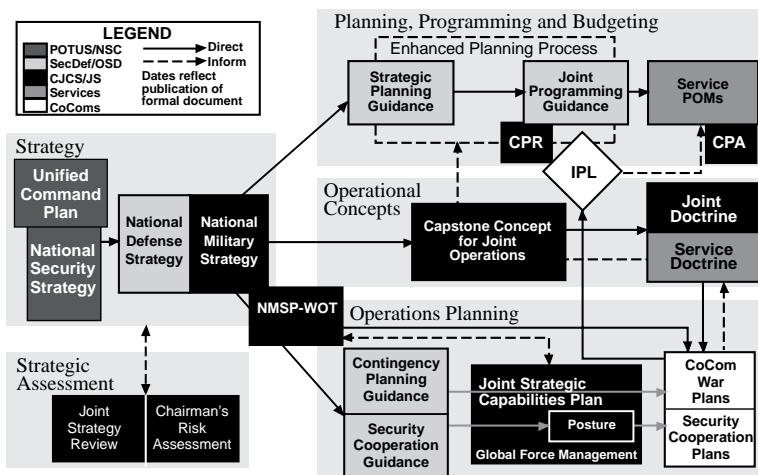 LEGEND
POTUS/NSC
SecDef/OSD
CJCS/JS
Services
CoComs
Direct
Inform
Dates reflect
publication of
formal document
Planning, Programming and Budgeting
Enhanced Planning Process
Strategic
Planning
Guidance
Joint
Programming
Guidance
Service
POMs
CPR
CPA
IPL
Strategy
Unified
Command
Plan
National
Security
Strategy
National
Defense
Strategy
National
Military
Strategy
Operational
Concepts
Capstone Concept
for Joint
Operations
Joint
Doctrine
Service
Doctrine
NMSP-WOT
Operations Planning
Contingency
Planning
Guidance
Security
Cooperation
Guidance
Joint Strategic
Capabilities Plan
Posture
Global Force Management
CoCom
War
Plans
Security
Cooperation
Plans
Strategic
Assessment
Joint
Strategy
Review
Chairman's
Risk
Assessment